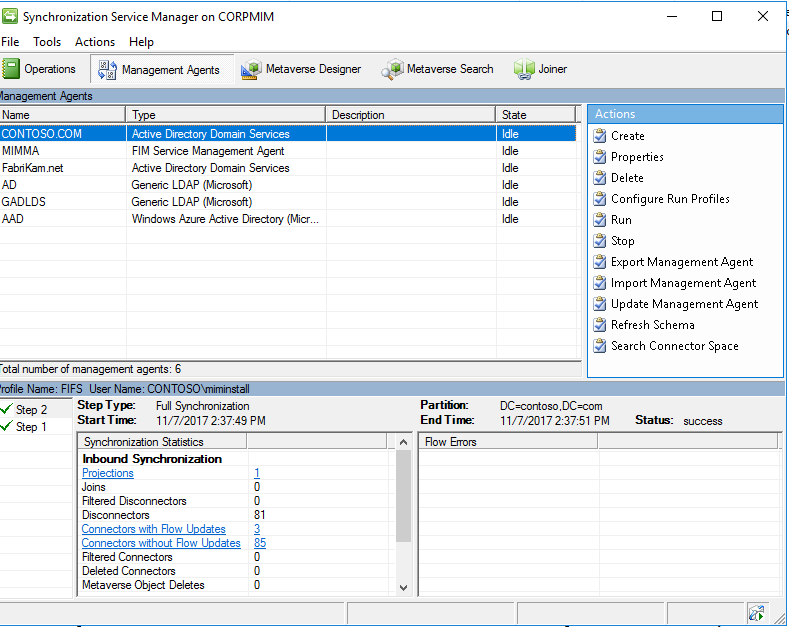 Synchronization Service Manager on CORPMIM
File Tools Actions Help
Operations Management Agents Metaverse Designer Metaverse Search Joiner
Management Agents
Name Type Description State
CONTOSO.COM Active Directory Domain Services Idle
MIMMA FIM Service Management Agent Idle
FabriKam.net Active Directory Domain Services Idle
AD Generic LDAP (Microsoft) Idle
GADLDS Generic LDAP (Microsoft) Idle
AAD Windows Azure Active Directory (Micr... Idle
Total number of management agents: 6
Actions
Create
Properties
Delete
Configure Run Profiles
Run
Stop
Export Management Agent
Import Management Agent
Update Management Agent
Refresh Schema
Search Connector Space
Profile Name: FIFS User Name: CONTOSO\miminstall
Step 2
Step 1
Step Type: Full Synchronization
Start Time: 11/7/2017 2:37:49 PM
Partition: DC=contoso,DC=com
End Time: 11/7/2017 2:37:51 PM Status: success
Synchronization Statistics
Inbound Synchronization
Projections 1
Joins 0
Filtered Disconnectors 0
Disconnectors 81
Connectors with Flow Updates 3
Connectors without Flow Updates 85
Filtered Connectors 0
Deleted Connectors 0
Metaverse Object Deletes 0
Flow Errors